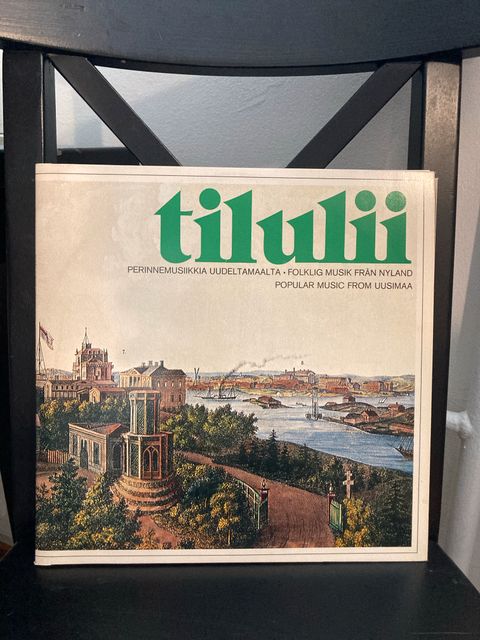 tilulii
PERINNEMUSIIKKIA UUDELTAMAALTA • FOLKLIG MUSIK FRÅN NYLAND
POPULAR MUSIC FROM UUSIMAA